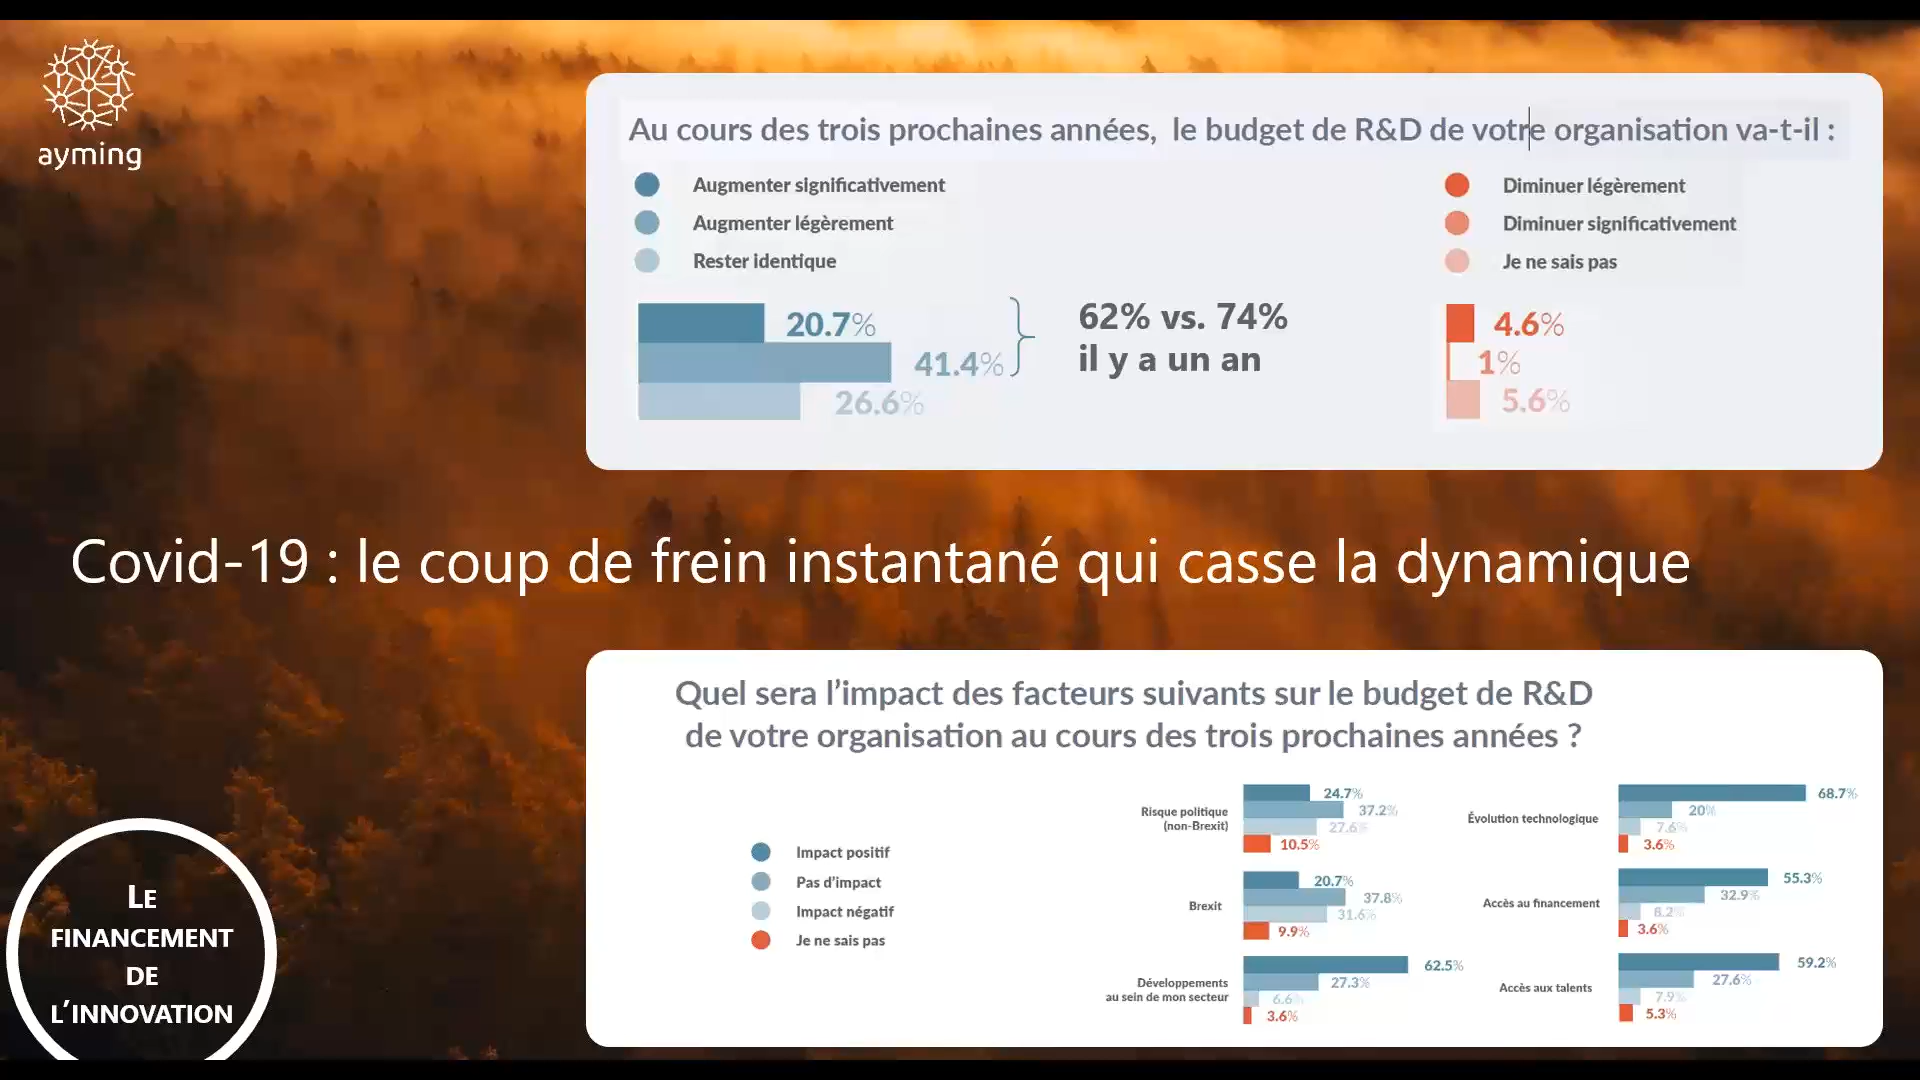 ayming
Au cours des trois prochaines années, le budget de R&D de votre organisation va-t-il :
Augmenter significativement
Augmenter légèrement
Rester identique
Diminuer légèrement
Diminuer significativement
Je ne sais pas
20.7%
41.4%
26.6%
62% vs. 74%
il y a un an
4.6%
1%
5.6%
Covid-19 : le coup de frein instantané qui casse la dynamique
Quel sera l'impact des facteurs suivants sur le budget de R&D
de votre organisation au cours des trois prochaines années ?
Impact positif
Pas d'impact
Impact négatif
Je ne sais pas
Risque politique
(non-Brexit)
24.7%
37.2%
27.6%
10.5%
Brexit
20.7%
37.8%
31.6%
9.9%
Développements
au sein de mon secteur
62.5%
27.3%
6.6%
3.6%
Évolution technologique
68.7%
20%
7.6%
3.6%
Accès au financement
55.3%
32.9%
8.2%
3.6%
Accès aux talents
59.2%
27.6%
7.9%
5.3%
LE
FINANCEMENT
DE
L'INNOVATION